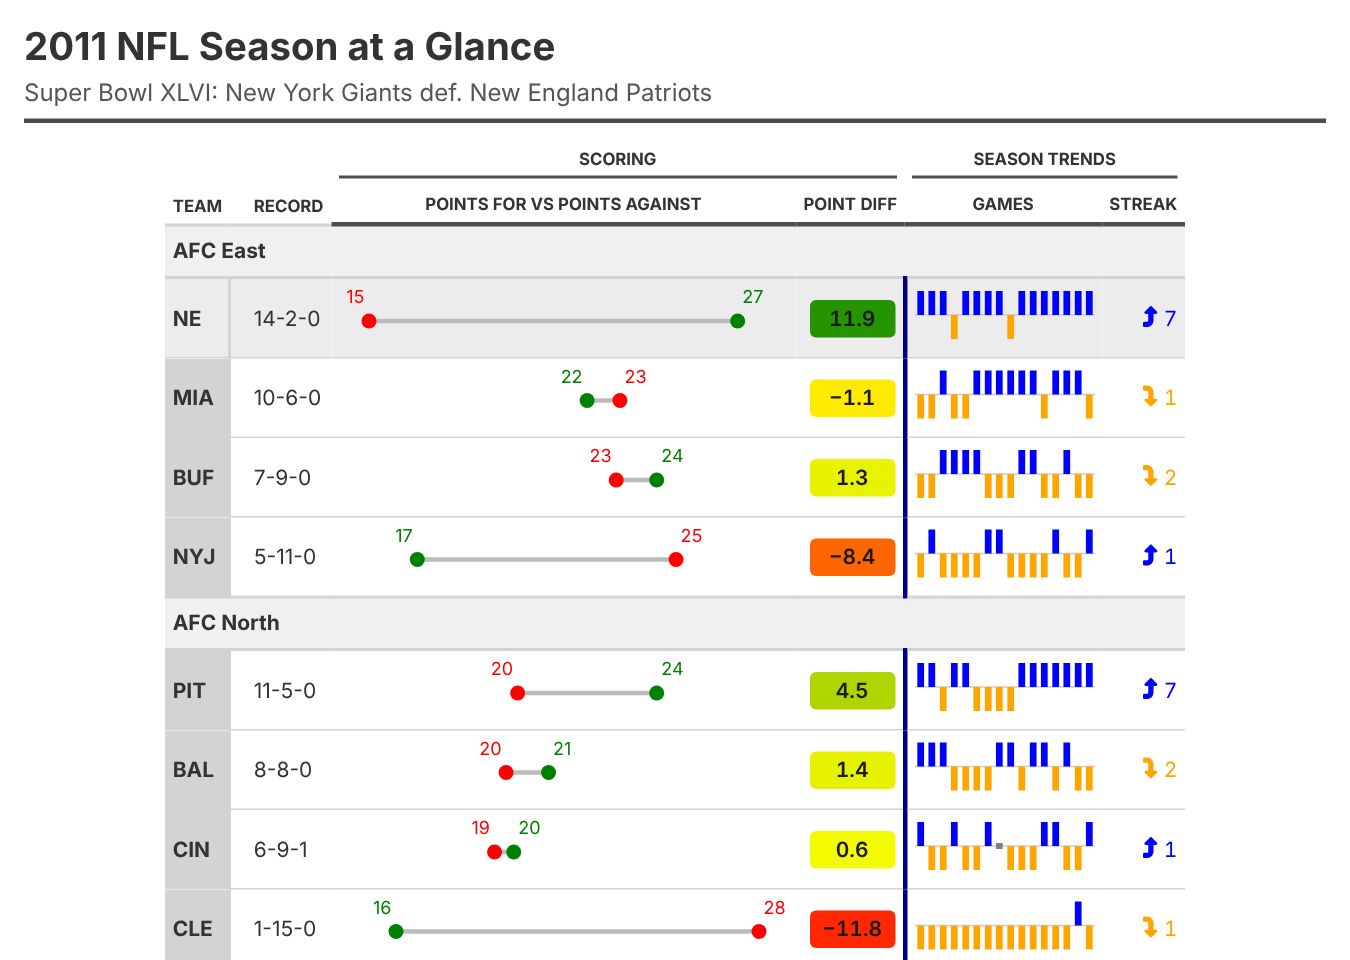 2011 NFL Season at a Glance
Super Bowl XLVI: New York Giants def. New England Patriots
SCORING SEASON TRENDS
TEAM RECORD POINTS FOR VS POINTS AGAINST POINT DIFF GAMES STREAK
AFC East
15 27
NE 14-2-0 11.9 7
22 23
MIA 10-6-0 −1.1 1
23 24
BUF 7-9-0 1.3 2
17 25
NYJ 5-11-0 −8.4 1
AFC North
20 24
PIT 11-5-0 4.5 7
20 21
BAL 8-8-0 1.4 2
19 20
CIN 6-9-1 0.6 1
16 28
CLE 1-15-0 −11.8 1